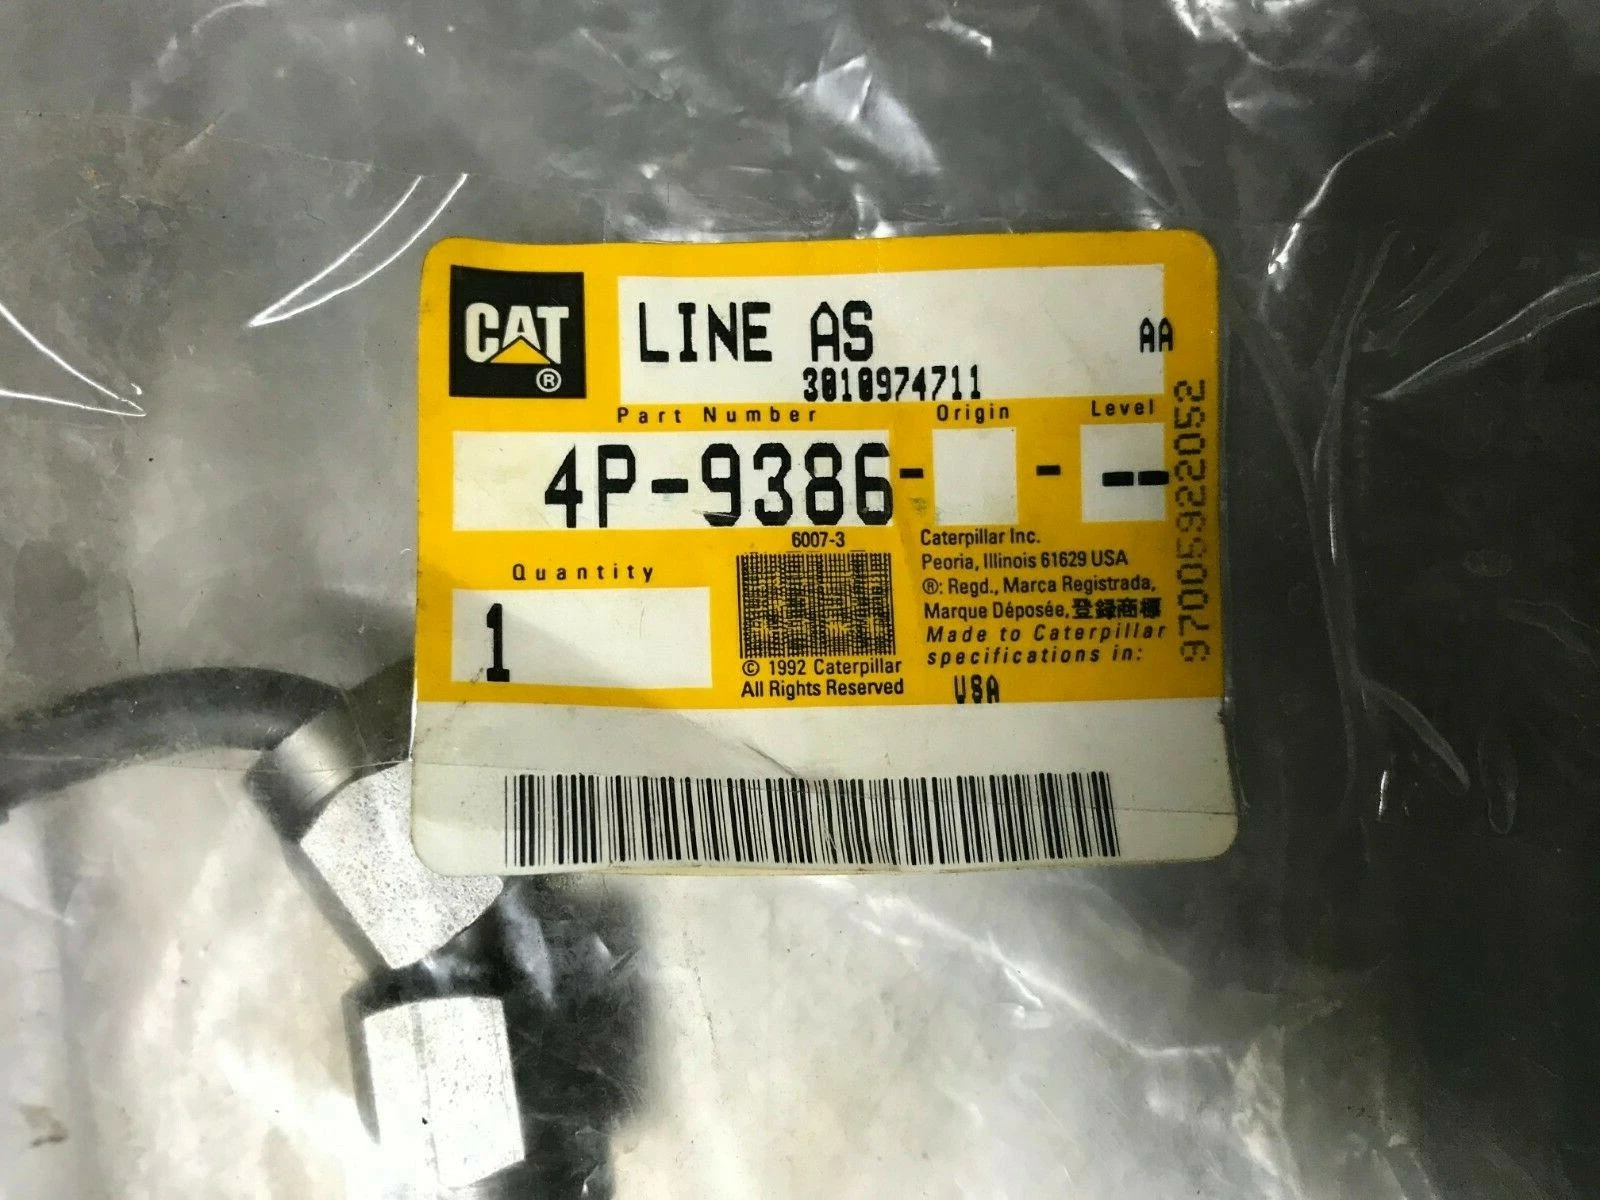 CAT
®
LINE AS
AA
3010974711
Part Number
Origin
Level
4P-9386- - --
6007-3
Quantity
1
Caterpillar Inc.
Peoria, Illinois 61629 USA
®: Regd., Marca Registrada,
Marque Déposée, 登録商標
Made to Caterpillar
specifications in:
USA
© 1992 Caterpillar
All Rights Reserved
9700592​2052